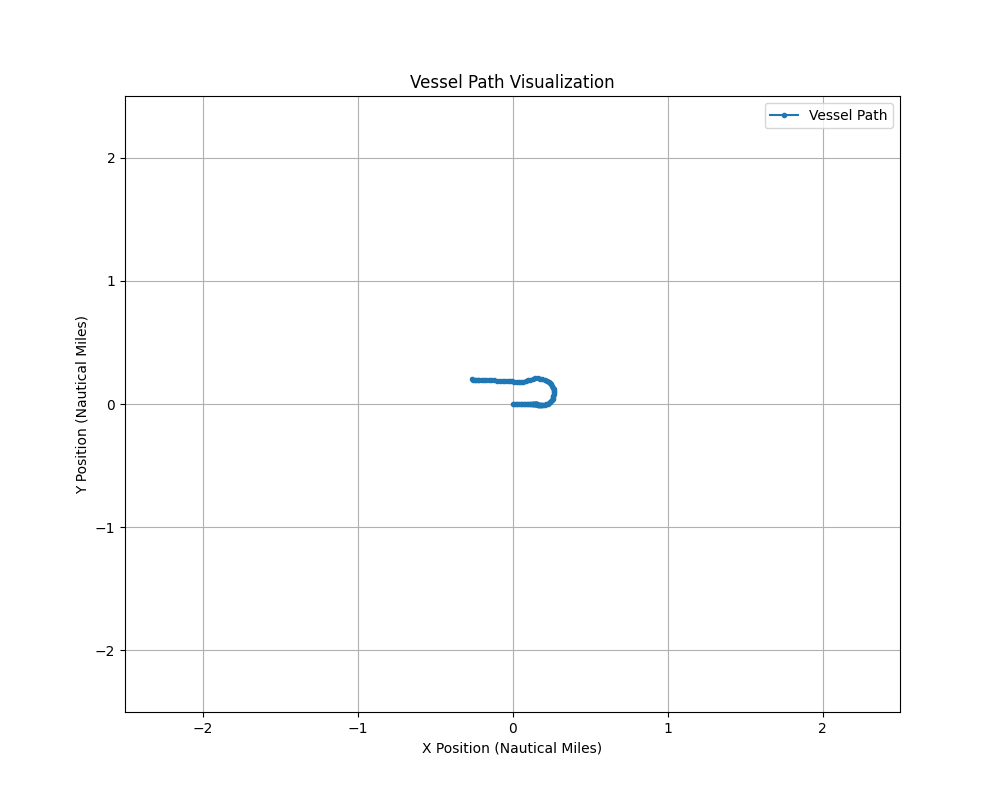 Vessel Path Visualization
Vessel Path
2
1
0
−1
−2
Y Position (Nautical Miles)
−2
−1
0
1
2
X Position (Nautical Miles)